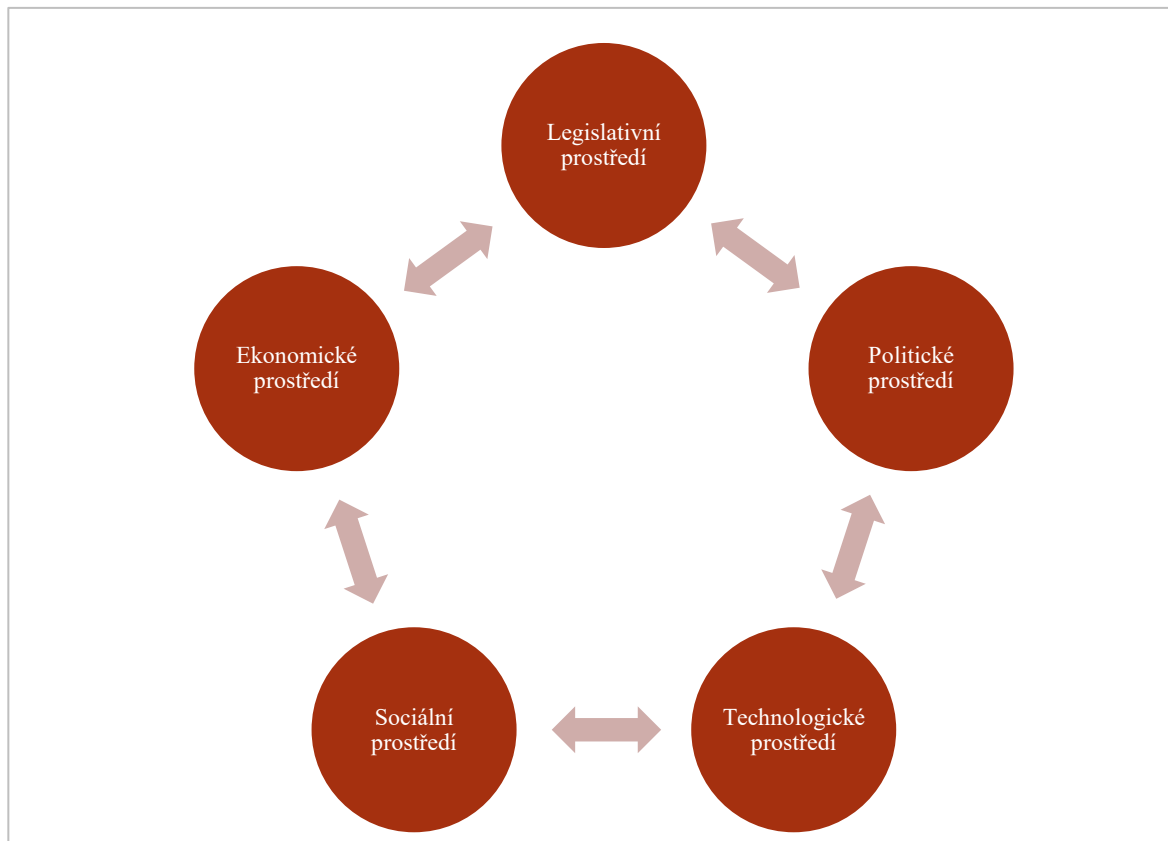 Legislativní
prostředí
Ekonomické
prostředí
Politické
prostředí
Sociální
prostředí
Technologické
prostředí